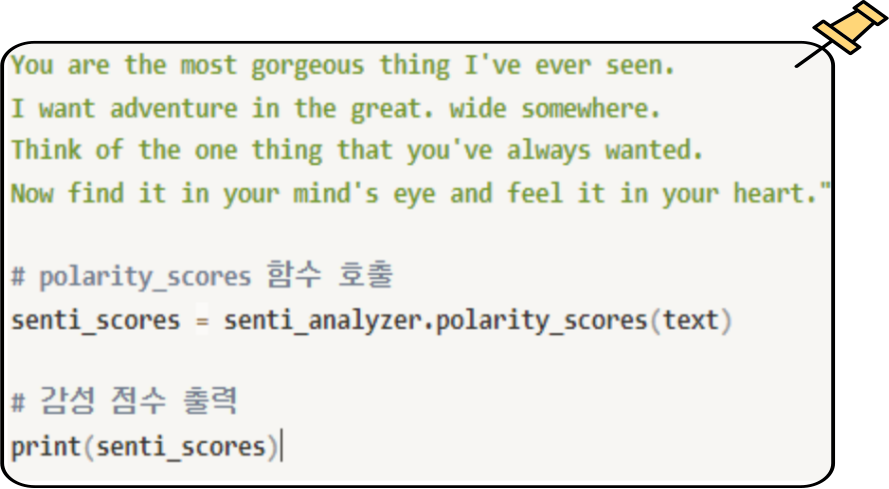 You are the most gorgeous thing I've ever seen.
I want adventure in the great. wide somewhere.
Think of the one thing that you've always wanted.
Now find it in your mind's eye and feel it in your heart."
# polarity_scores 함수 호출
senti_scores = senti_analyzer.polarity_scores(text)
# 감성 점수 출력
print(senti_scores)